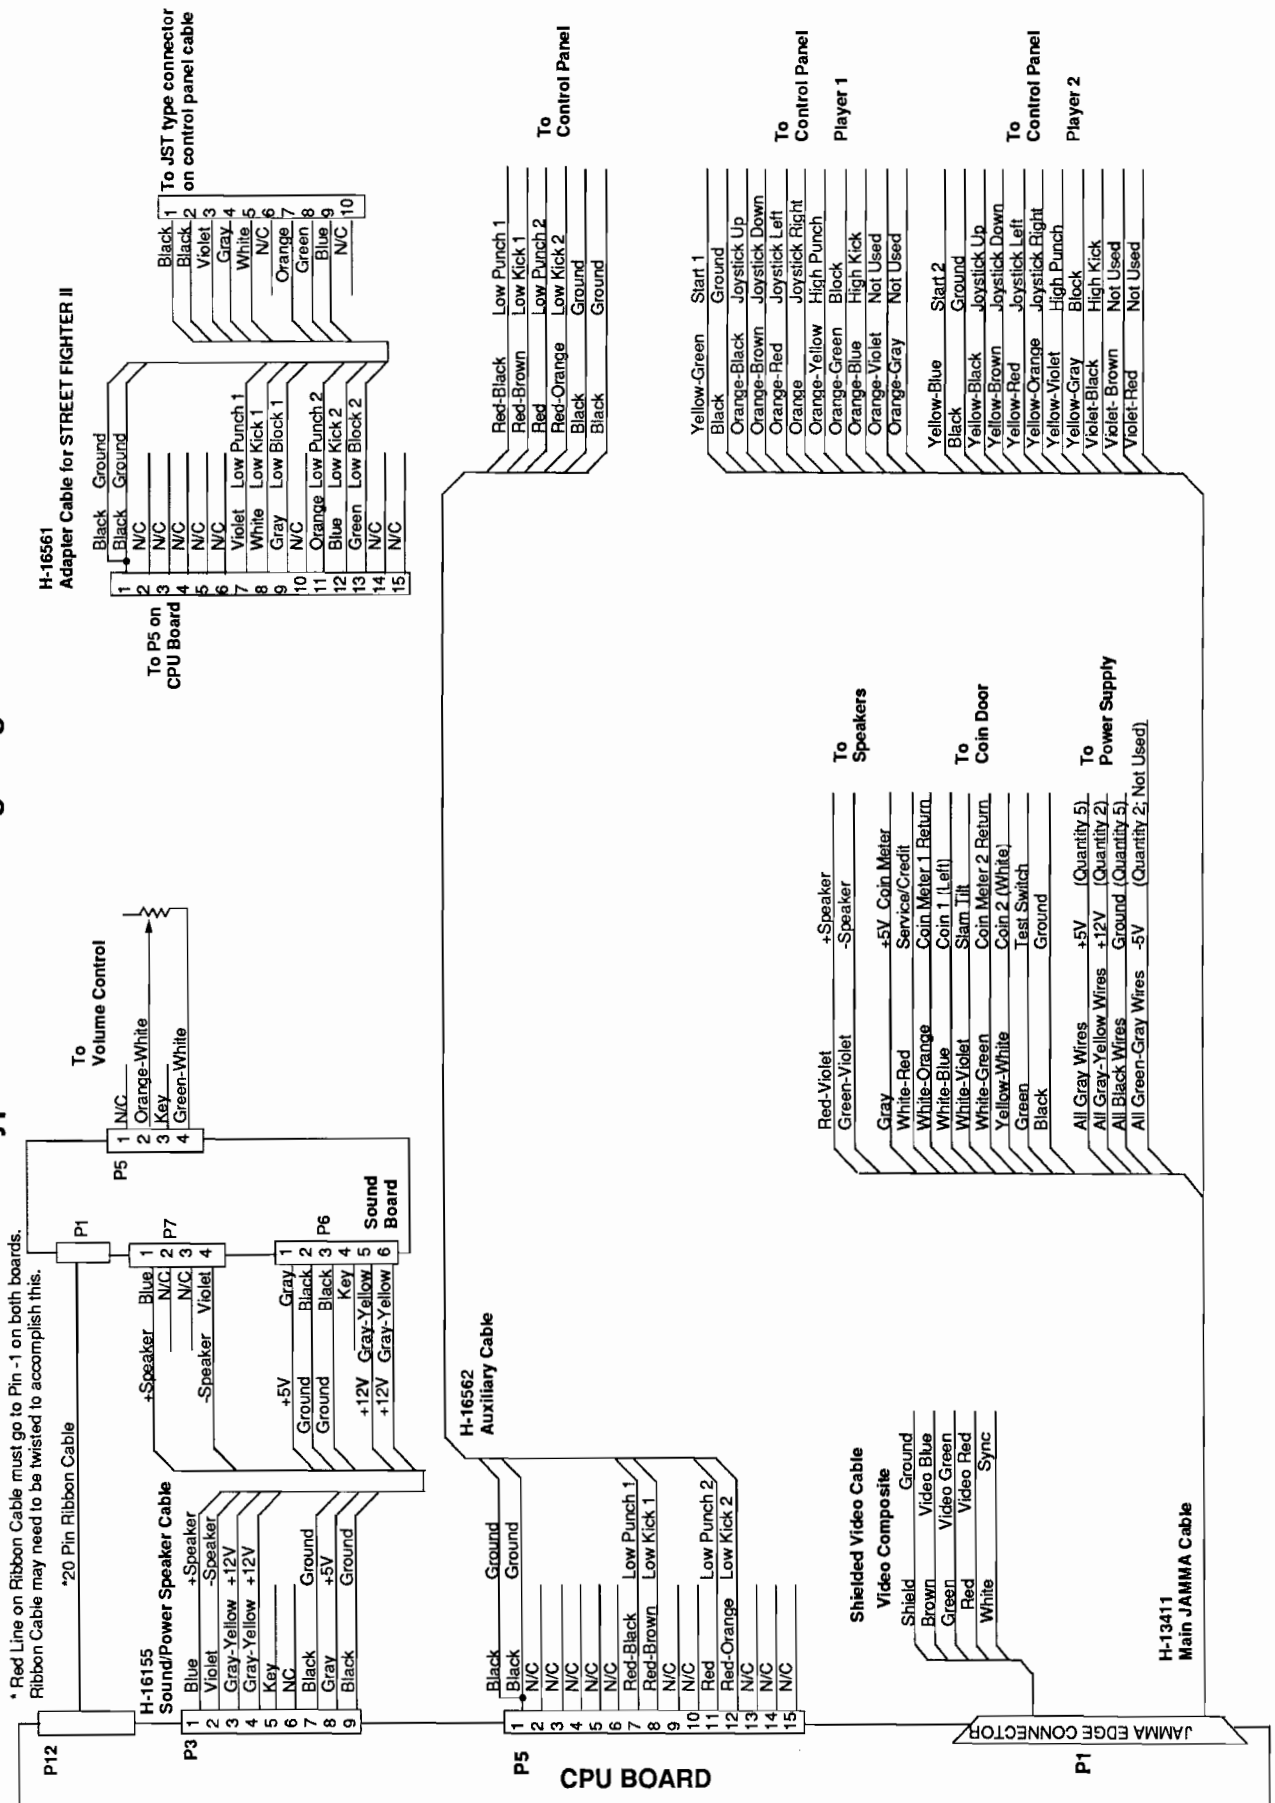 * Red Line on Ribbon Cable must go to Pin -1 on both boards.
Ribbon Cable may need to be twisted to accomplish this.
*20 Pin Ribbon Cable
P12
P1
H-16155
Sound/Power Speaker Cable
P3
1 Blue +Speaker
2 Violet -Speaker
3 Gray-Yellow +12V
4 Gray-Yellow +12V
5 Key
6 NC
7 Black Ground
8 Gray +5V
9 Black Ground
+Speaker Blue 1
N/C 2
N/C 3
-Speaker Violet 4
P7
+5V Gray 1
Ground Black 2
Ground Black 3
Key 4
+12V Gray-Yellow 5
+12V Gray-Yellow 6
P6
Sound
Board
P5
1 N/C
2 Orange-White
3 Key
4 Green-White
To
Volume Control
H-16561
Adapter Cable for STREET FIGHTER II
To P5 on
CPU Board
Black Ground
1 Black Ground
2 N/C
3 N/C
4 N/C
5 N/C
6 N/C
7 Violet Low Punch 1
8 White Low Kick 1
9 Gray Low Block 1
10 N/C
11 Orange Low Punch 2
12 Blue Low Kick 2
13 Green Low Block 2
14 N/C
15 N/C
Black 1
Black 2
Violet 3
Gray 4
White 5
N/C 6
Orange 7
Green 8
Blue 9
N/C 10
To JST type connector
on control panel cable
H-16562
Auxiliary Cable
P5
Black Ground
1 Black Ground
2 N/C
3 N/C
4 N/C
5 N/C
6 N/C
7 Red-Black Low Punch 1
8 Red-Brown Low Kick 1
9 N/C
10 N/C
11 Red Low Punch 2
12 Red-Orange Low Kick 2
13 N/C
14 N/C
15 N/C
Red-Black Low Punch 1
Red-Brown Low Kick 1
Red Low Punch 2
Red-Orange Low Kick 2
Black Ground
Black Ground
To
Control Panel
CPU BOARD
Yellow-Green Start 1
Black Ground
Orange-Black Joystick Up
Orange-Brown Joystick Down
Orange-Red Joystick Left
Orange Joystick Right
Orange-Yellow High Punch
Orange-Green Block
Orange-Blue High Kick
Orange-Violet Not Used
Orange-Gray Not Used
To
Control Panel
Player 1
Yellow-Blue Start 2
Black Ground
Yellow-Black Joystick Up
Yellow-Brown Joystick Down
Yellow-Red Joystick Left
Yellow-Orange Joystick Right
Yellow-Violet High Punch
Yellow-Gray Block
Violet-Black High Kick
Violet- Brown Not Used
Violet-Red Not Used
To
Control Panel
Player 2
Red-Violet +Speaker
Green-Violet -Speaker
To
Speakers
Gray +5V Coin Meter
White-Red Service/Credit
White-Orange Coin Meter 1 Return
White-Blue Coin 1 (Left)
White-Violet Slam Tilt
White-Green Coin Meter 2 Return
Yellow-White Coin 2 (White)
Green Test Switch
Black Ground
To
Coin Door
All Gray Wires +5V (Quantity 5)
All Gray-Yellow Wires +12V (Quantity 2)
All Black Wires Ground (Quantity 5)
All Green-Gray Wires -5V (Quantity 2; Not Used)
To
Power Supply
Shielded Video Cable
Video Composite
Shield Ground
Brown Video Blue
Green Video Green
Red Video Red
White Sync
H-13411
Main JAMMA Cable
JAMMA EDGE CONNECTOR
P1